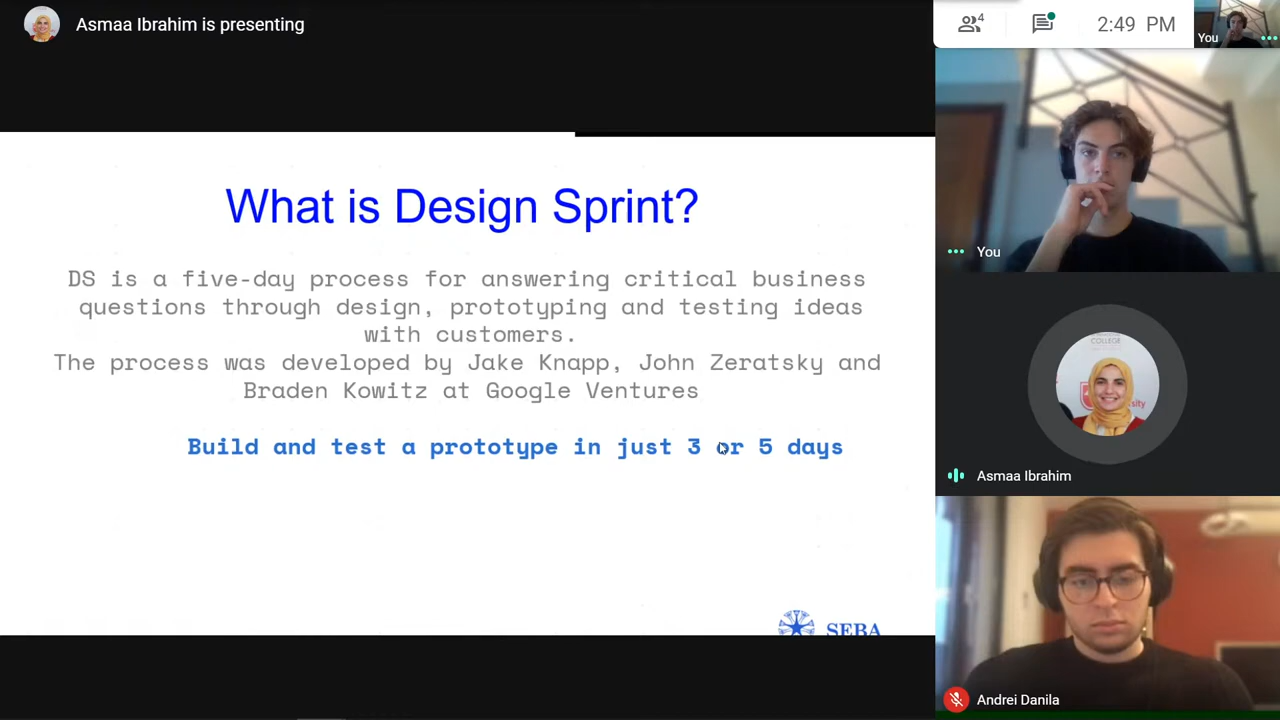 Asmaa Ibrahim is presenting
4
2:49 PM
You
What is Design Sprint?
DS is a five-day process for answering critical business
questions through design, prototyping and testing ideas
with customers.
The process was developed by Jake Knapp, John Zeratsky and
Braden Kowitz at Google Ventures
Build and test a prototype in just 3 or 5 days
SEBA
You
COLLEGE
sity
Asmaa Ibrahim
Andrei Danila